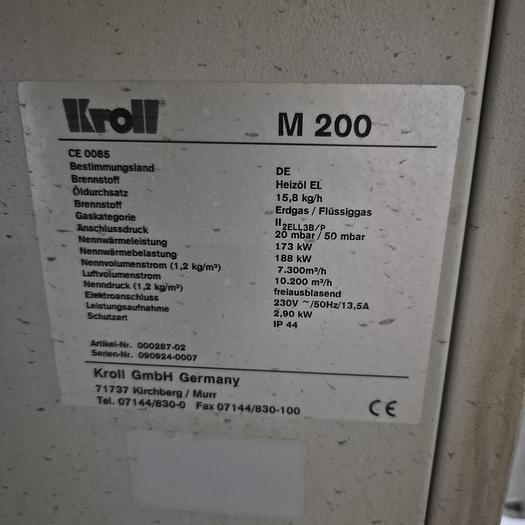 Kroll® M 200
CE 0085
Bestimmungsland DE
Brennstoff Heizöl EL
Öldurchsatz 15,8 kg/h
Brennstoff Erdgas / Flüssiggas
Gaskategorie II2ELL3B/P
Anschlussdruck 20 mbar / 50 mbar
Nennwärmeleistung 173 kW
Nennwärmebelastung 188 kW
Nennvolumenstrom (1,2 kg/m³) 7.300m³/h
Luftvolumenstrom 10.200 m³/h
Nenndruck (1,2 kg/m³) freiausblasend
Elektroanschluss 230V ~/50Hz/13,5A
Leistungsaufnahme 2,90 kW
Schutzart IP 44
Artikel-Nr. 000287-02
Serien-Nr. 090924-0007
Kroll GmbH Germany
71737 Kirchberg / Murr
Tel. 07144/830-0 Fax 07144/830-100
CE